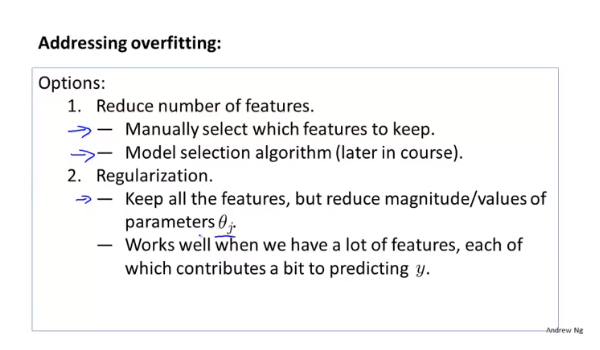 Addressing overfitting:
Options:
1. Reduce number of features.
— Manually select which features to keep.
— Model selection algorithm (later in course).
2. Regularization.
— Keep all the features, but reduce magnitude/values of
parameters θⱼ.
— Works well when we have a lot of features, each of
which contributes a bit to predicting y.
Andrew Ng